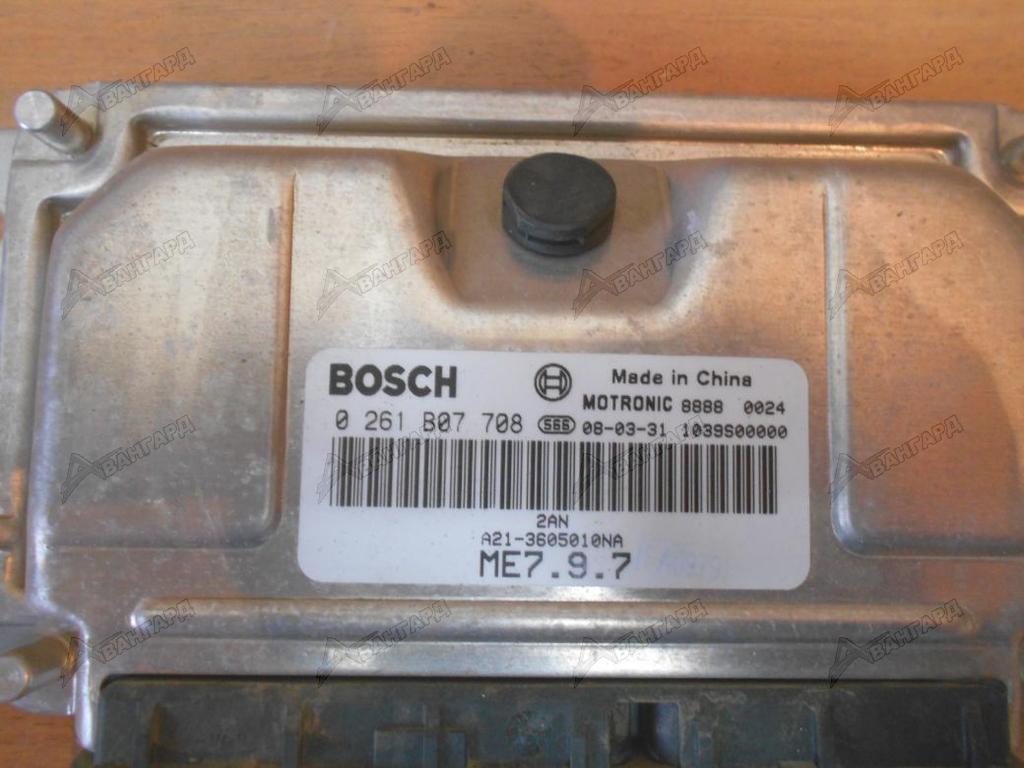 BOSCH
Made in China
MOTRONIC 8888 0024
0 261 B07 708 S6S 08-03-31 1039S00000
2AN
A21-3605010NA
ME7.9.7
АВАНГАРД